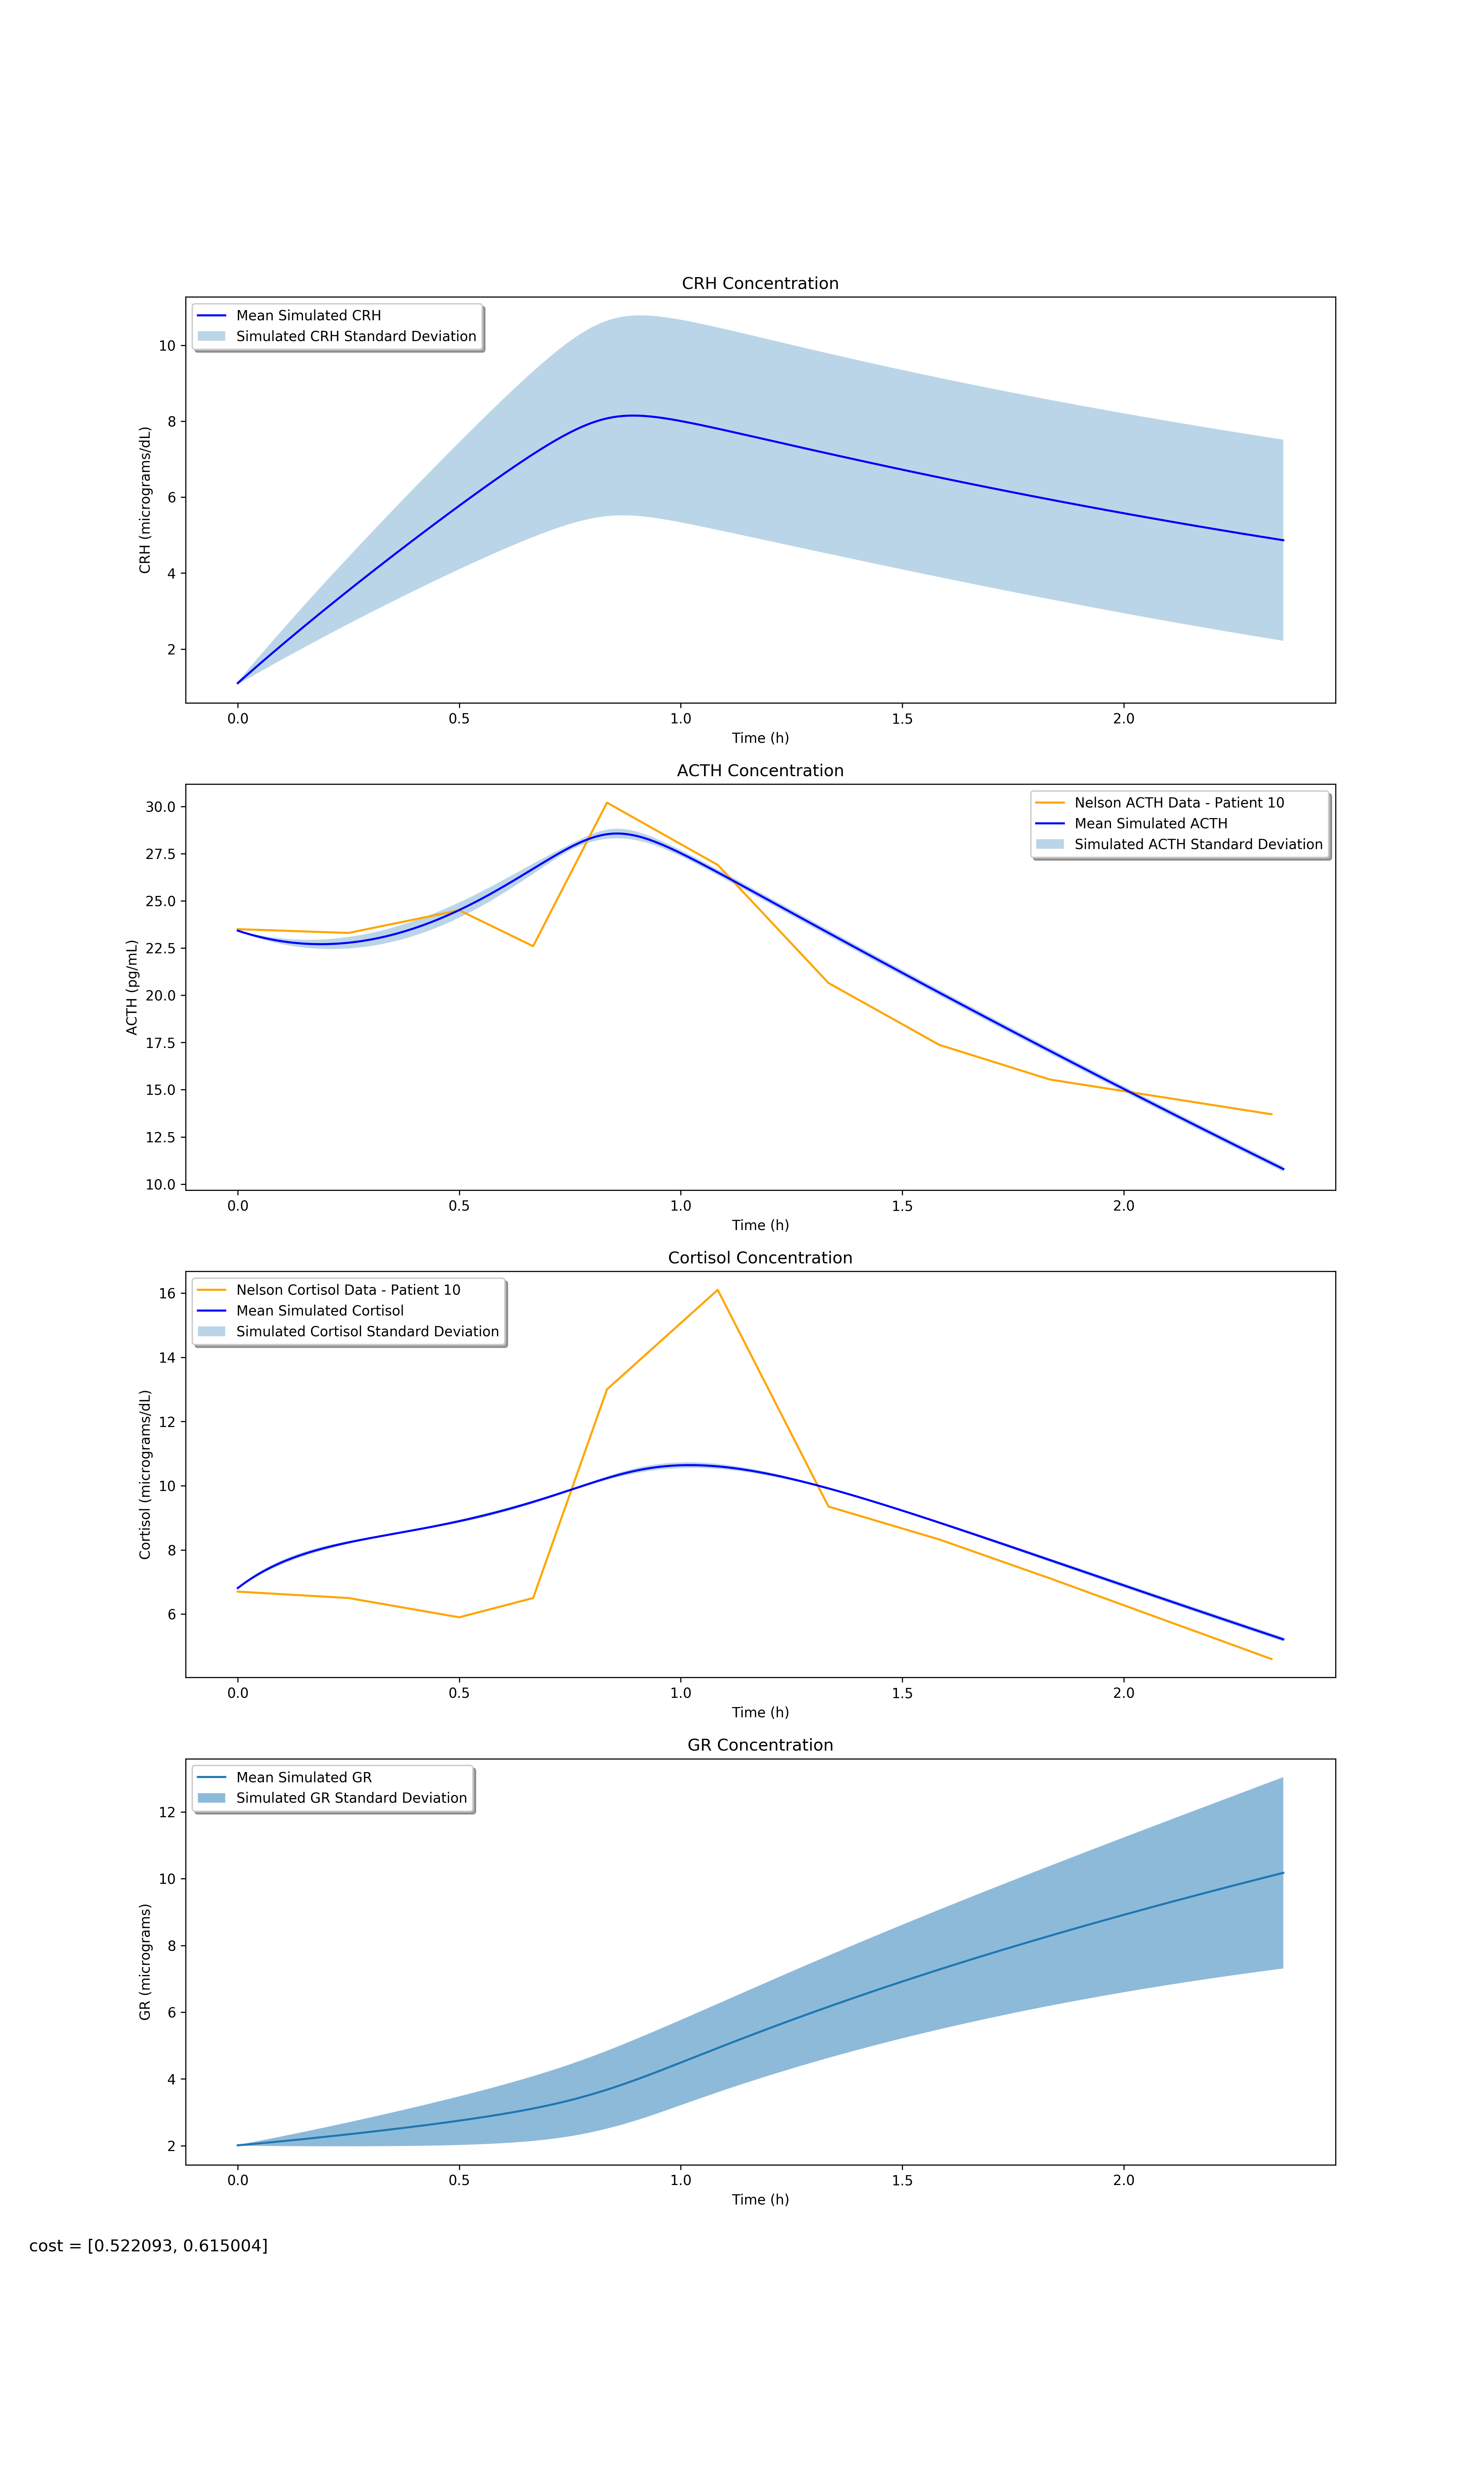 CRH Concentration
Mean Simulated CRH
Simulated CRH Standard Deviation
CRH (micrograms/dL)
10
8
6
4
2
0.0 0.5 1.0 1.5 2.0
Time (h)
ACTH Concentration
Nelson ACTH Data - Patient 10
Mean Simulated ACTH
Simulated ACTH Standard Deviation
ACTH (pg/mL)
30.0
27.5
25.0
22.5
20.0
17.5
15.0
12.5
10.0
0.0 0.5 1.0 1.5 2.0
Time (h)
Cortisol Concentration
Nelson Cortisol Data - Patient 10
Mean Simulated Cortisol
Simulated Cortisol Standard Deviation
Cortisol (micrograms/dL)
16
14
12
10
8
6
0.0 0.5 1.0 1.5 2.0
Time (h)
GR Concentration
Mean Simulated GR
Simulated GR Standard Deviation
GR (micrograms)
12
10
8
6
4
2
0.0 0.5 1.0 1.5 2.0
Time (h)
cost = [0.522093, 0.615004]